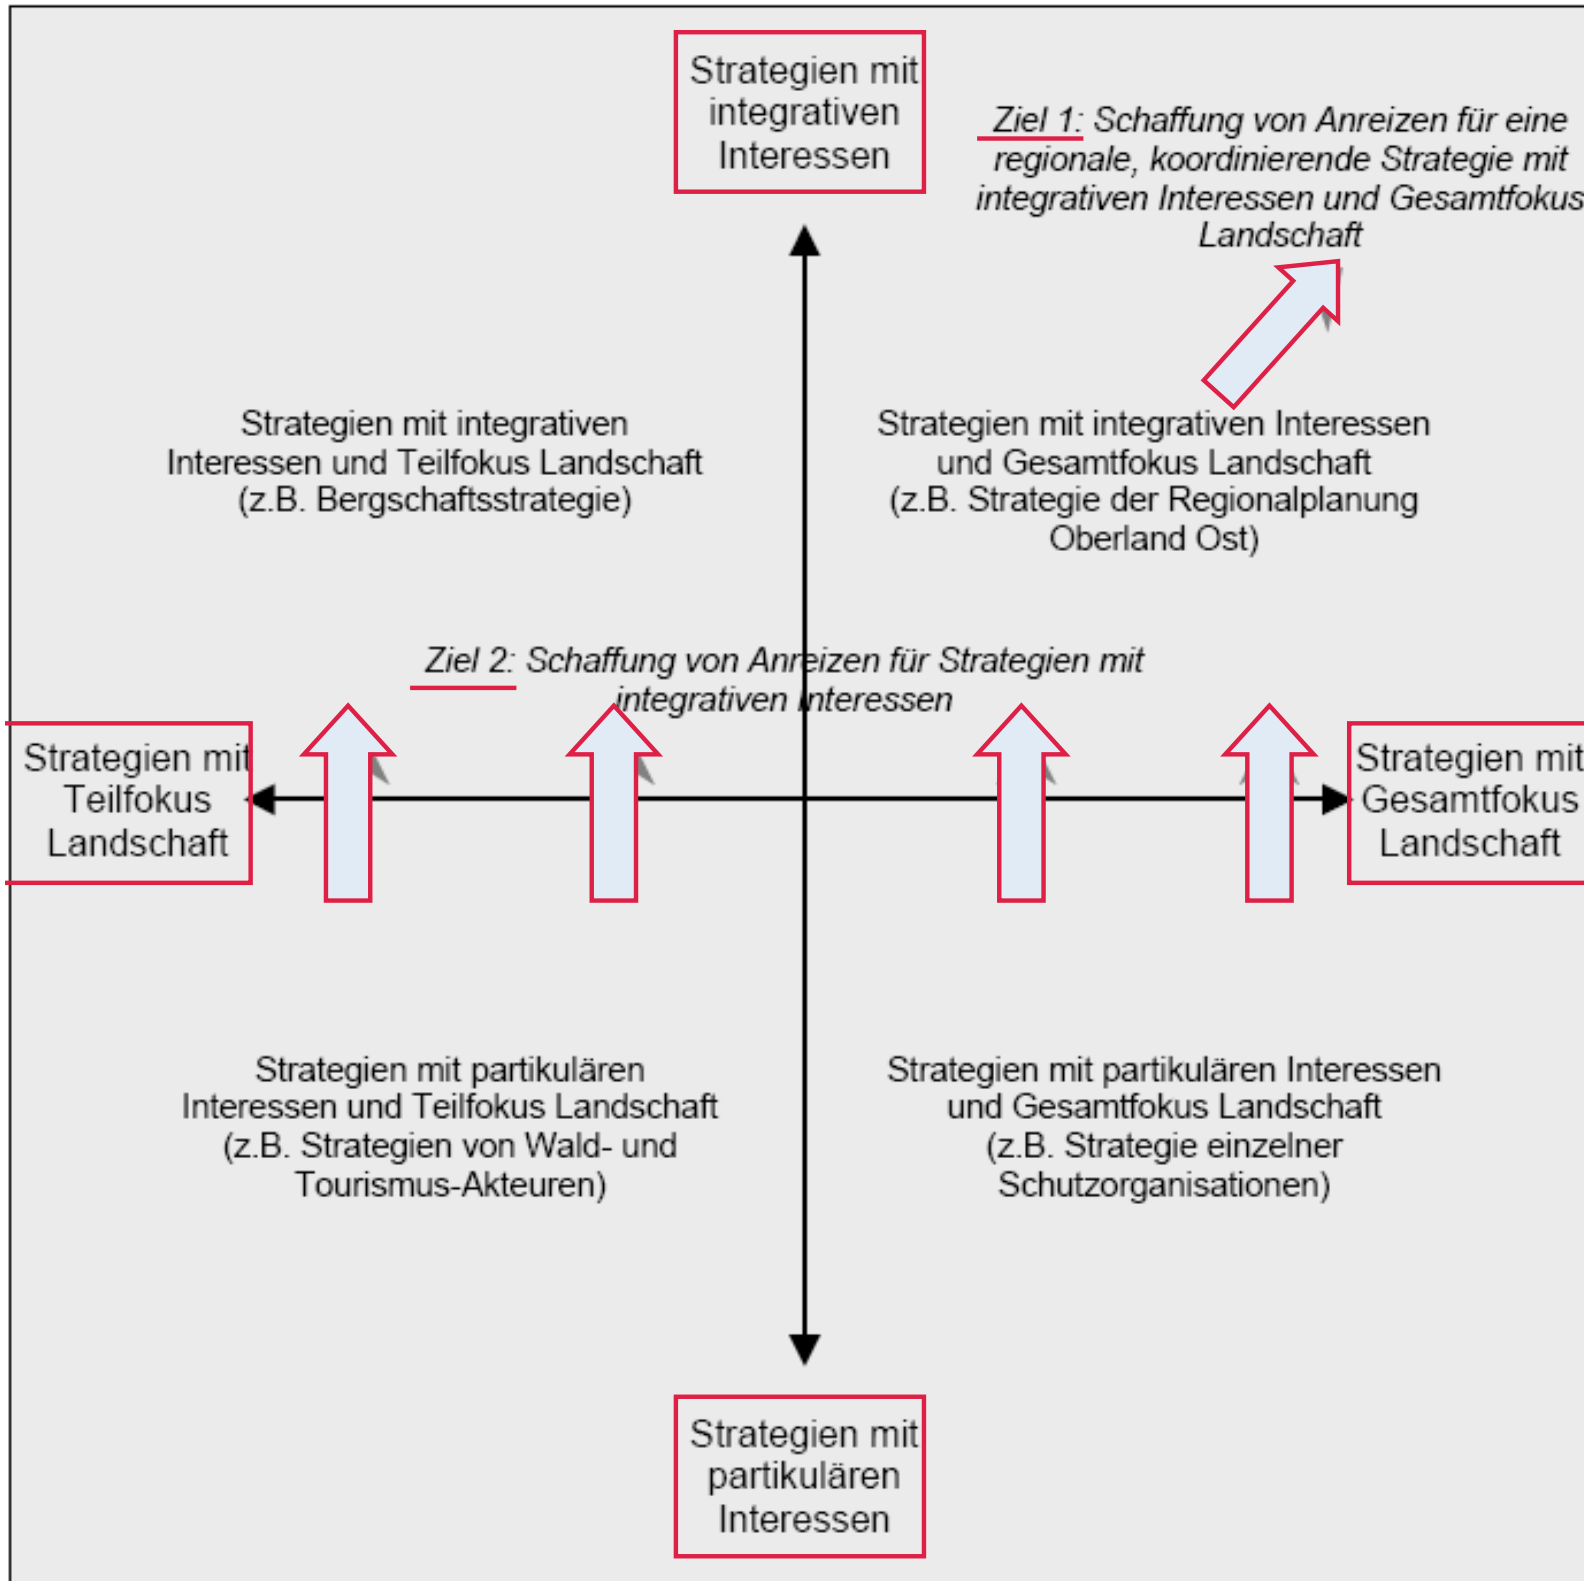 Strategien mit
integrativen
Interessen
Ziel 1: Schaffung von Anreizen für eine
regionale, koordinierende Strategie mit
integrativen Interessen und Gesamtfokus
Landschaft
Strategien mit integrativen
Interessen und Teilfokus Landschaft
(z.B. Bergschaftsstrategie)
Strategien mit integrativen Interessen
und Gesamtfokus Landschaft
(z.B. Strategie der Regionalplanung
Oberland Ost)
Ziel 2: Schaffung von Anreizen für Strategien mit
integrativen Interessen
Strategien mit
Teilfokus
Landschaft
Strategien mit
Gesamtfokus
Landschaft
Strategien mit partikulären
Interessen und Teilfokus Landschaft
(z.B. Strategien von Wald- und
Tourismus-Akteuren)
Strategien mit partikulären Interessen
und Gesamtfokus Landschaft
(z.B. Strategie einzelner
Schutzorganisationen)
Strategien mit
partikulären
Interessen